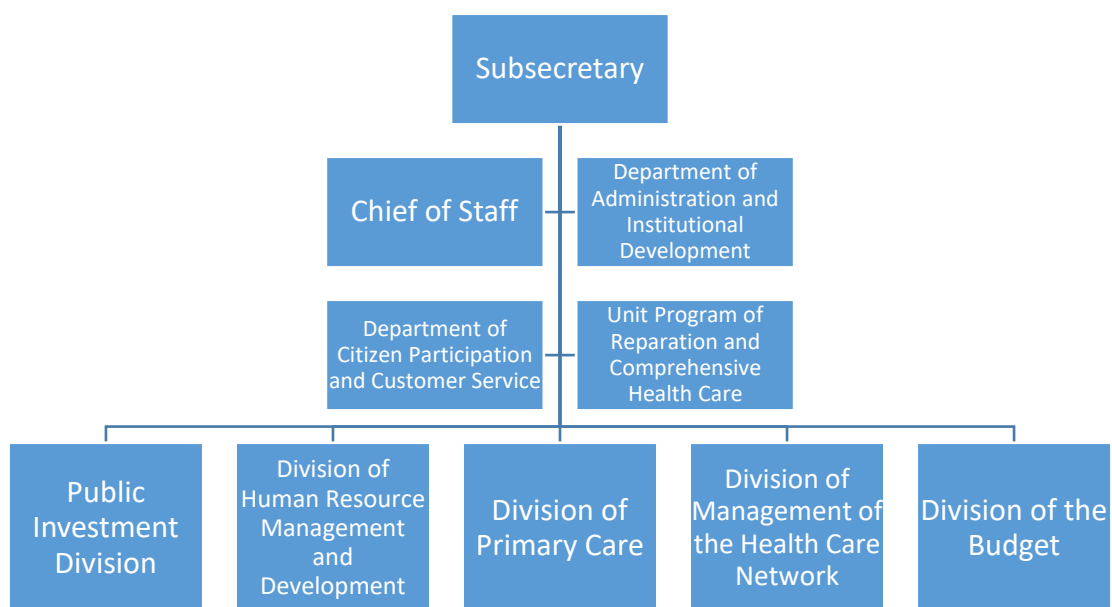 Subsecretary
Chief of Staff
Department of
Administration and
Institutional
Development
Department of
Citizen Participation
and Customer Service
Unit Program of
Reparation and
Comprehensive
Health Care
Public
Investment
Division
Division of
Human Resource
Management
and
Development
Division of
Primary Care
Division of
Management of
the Health Care
Network
Division of the
Budget